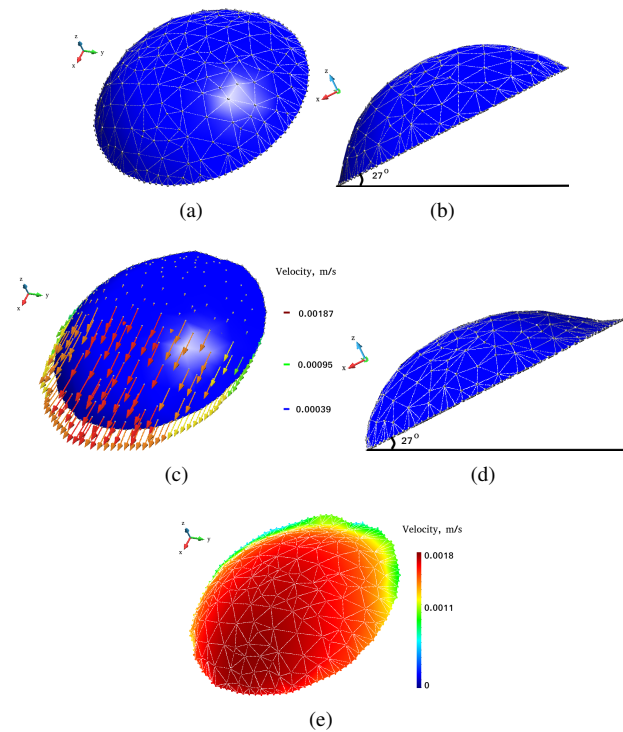 z
y
x
z
x
27°
(a)
(b)
z
y
x
Velocity, m/s
0.00187
0.00095
0.00039
z
x
27°
(c)
(d)
z
y
x
Velocity, m/s
0.0018
0.0011
0
(e)